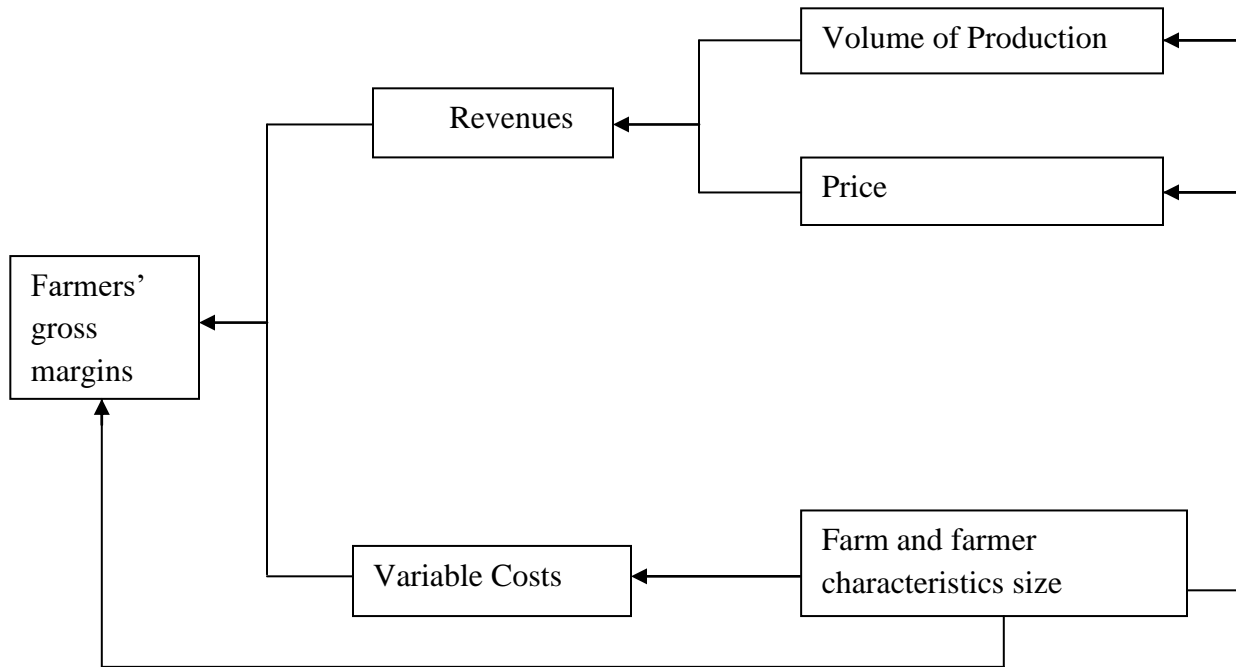 Volume of Production
Revenues
Price
Farmers’
gross
margins
Farm and farmer
characteristics size
Variable Costs